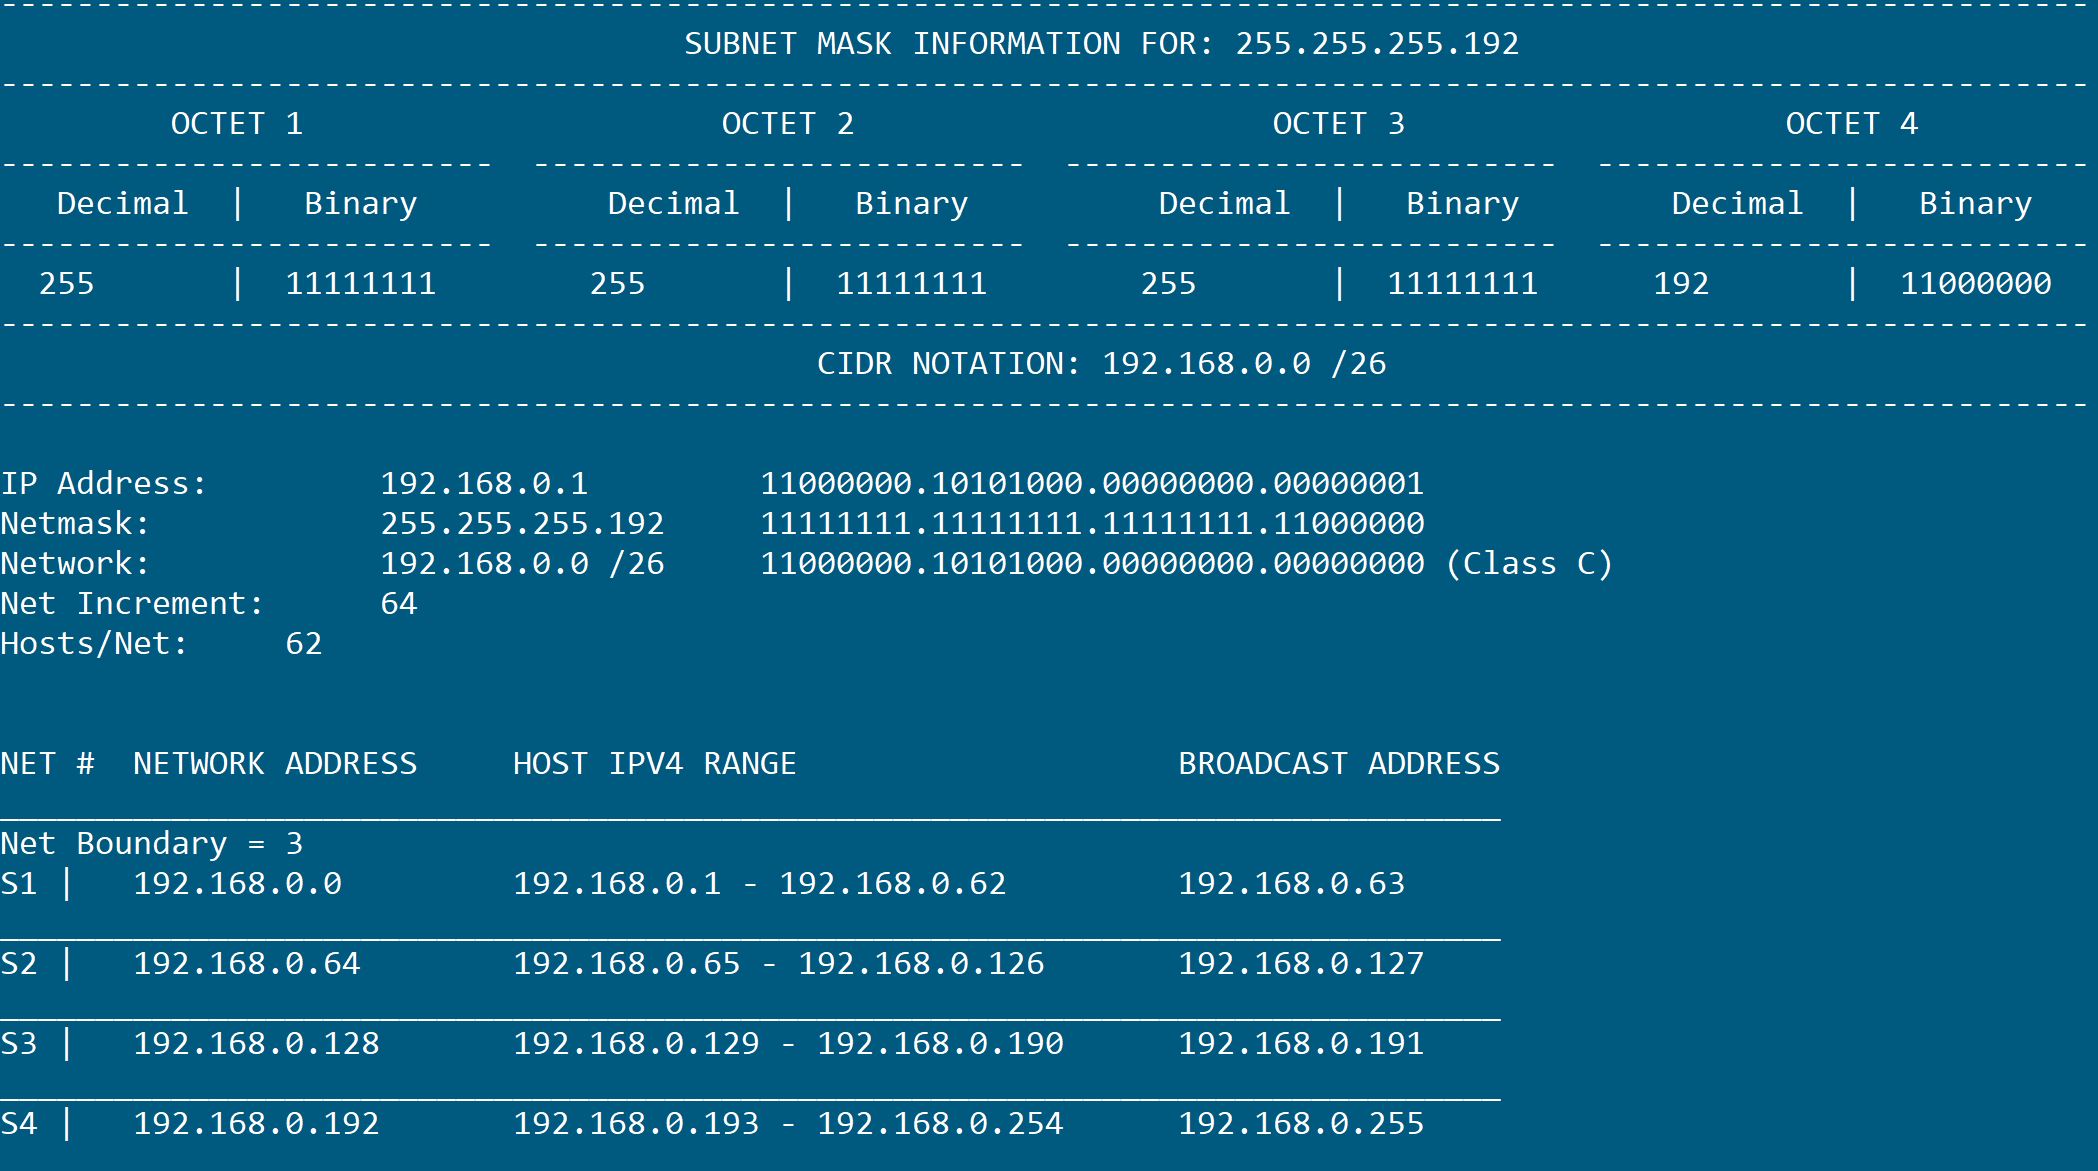 --------------------------------------------------------------------------------------------------------------
SUBNET MASK INFORMATION FOR: 255.255.255.192
--------------------------------------------------------------------------------------------------------------
OCTET 1 OCTET 2 OCTET 3 OCTET 4
-------------------------- -------------------------- -------------------------- --------------------------
Decimal | Binary Decimal | Binary Decimal | Binary Decimal | Binary
-------------------------- -------------------------- -------------------------- --------------------------
255 | 11111111 255 | 11111111 255 | 11111111 192 | 11000000
--------------------------------------------------------------------------------------------------------------
CIDR NOTATION: 192.168.0.0 /26
--------------------------------------------------------------------------------------------------------------
IP Address: 192.168.0.1 11000000.10101000.00000000.00000001
Netmask: 255.255.255.192 11111111.11111111.11111111.11000000
Network: 192.168.0.0 /26 11000000.10101000.00000000.00000000 (Class C)
Net Increment: 64
Hosts/Net: 62
NET # NETWORK ADDRESS HOST IPV4 RANGE BROADCAST ADDRESS
_______________________________________________________________________________
Net Boundary = 3
S1 | 192.168.0.0 192.168.0.1 - 192.168.0.62 192.168.0.63
_______________________________________________________________________________
S2 | 192.168.0.64 192.168.0.65 - 192.168.0.126 192.168.0.127
_______________________________________________________________________________
S3 | 192.168.0.128 192.168.0.129 - 192.168.0.190 192.168.0.191
_______________________________________________________________________________
S4 | 192.168.0.192 192.168.0.193 - 192.168.0.254 192.168.0.255